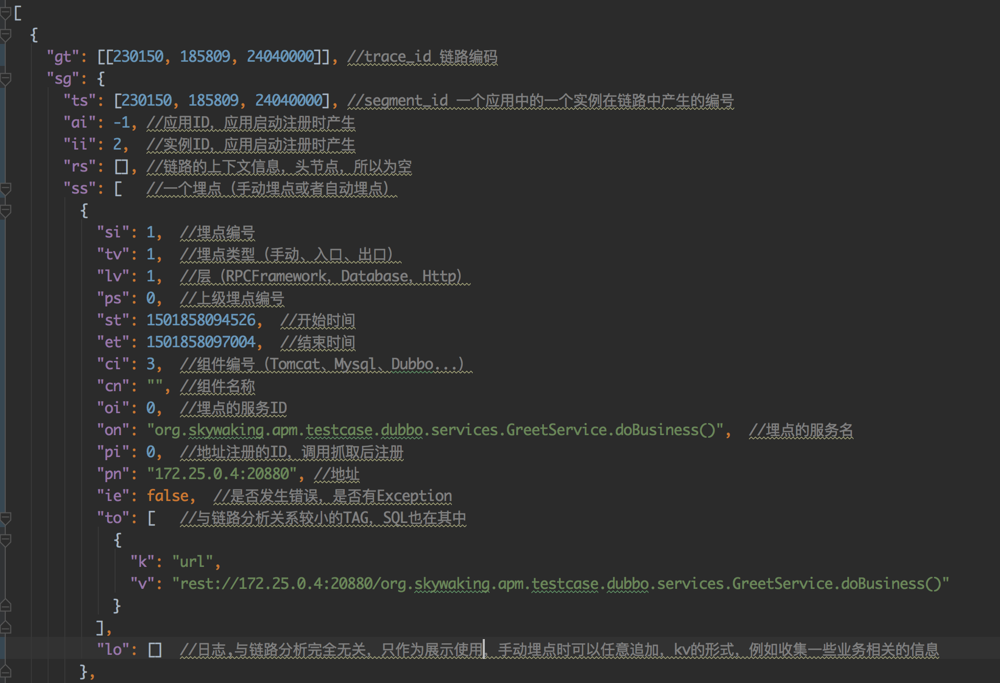 [
{
"gt": [[230150, 185809, 24040000]], //trace_id 链路编码
"sg": {
"ts": [230150, 185809, 24040000], //segment_id 一个应用中的一个实例在链路中产生的编号
"ai": -1, //应用ID，应用启动注册时产生
"ii": 2, //实例ID，应用启动注册时产生
"rs": [], //链路的上下文信息，头节点，所以为空
"ss": [ //一个埋点（手动埋点或者自动埋点）
{
"si": 1, //埋点编号
"tv": 1, //埋点类型（手动、入口、出口）
"lv": 1, //层（RPCFramework，Database，Http）
"ps": 0, //上级埋点编号
"st": 1501858094526, //开始时间
"et": 1501858097004, //结束时间
"ci": 3, //组件编号（Tomcat、Mysql、Dubbo...）
"cn": "", //组件名称
"oi": 0, //埋点的服务ID
"on": "org.skywaking.apm.testcase.dubbo.services.GreetService.doBusiness()", //埋点的服务名
"pi": 0, //地址注册的ID，调用抓取后注册
"pn": "172.25.0.4:20880", //地址
"ie": false, //是否发生错误，是否有Exception
"to": [ //与链路分析关系较小的TAG，SQL也在其中
{
"k": "url",
"v": "rest://172.25.0.4:20880/org.skywaking.apm.testcase.dubbo.services.GreetService.doBusiness()"
}
],
"lo": [] //日志,与链路分析完全无关，只作为展示使用，手动埋点时可以任意追加，kv的形式，例如收集一些业务相关的信息
},